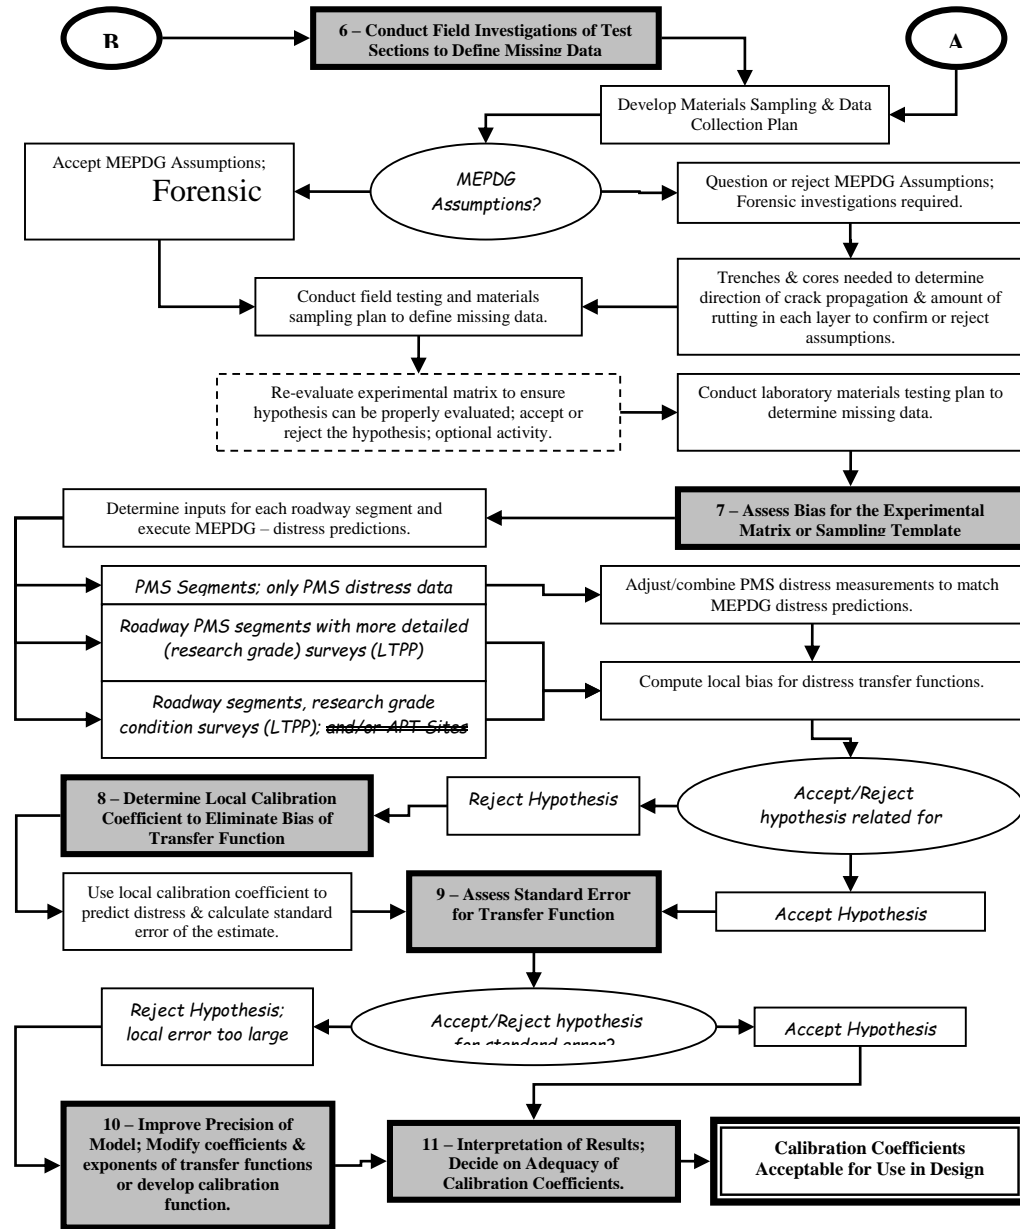 B
6 – Conduct Field Investigations of Test
Sections to Define Missing Data
A
Develop Materials Sampling & Data
Collection Plan
Accept MEPDG Assumptions;
Forensic
MEPDG
Assumptions?
Question or reject MEPDG Assumptions;
Forensic investigations required.
Conduct field testing and materials
sampling plan to define missing data.
Trenches & cores needed to determine
direction of crack propagation & amount of
rutting in each layer to confirm or reject
assumptions.
Re-evaluate experimental matrix to ensure
hypothesis can be properly evaluated; accept or
reject the hypothesis; optional activity.
Conduct laboratory materials testing plan to
determine missing data.
Determine inputs for each roadway segment and
execute MEPDG – distress predictions.
7 – Assess Bias for the Experimental
Matrix or Sampling Template
PMS Segments; only PMS distress data
Adjust/combine PMS distress measurements to match
MEPDG distress predictions.
Roadway PMS segments with more detailed
(research grade) surveys (LTPP)
Compute local bias for distress transfer functions.
Roadway segments, research grade
condition surveys (LTPP); and/or APT Sites
8 – Determine Local Calibration
Coefficient to Eliminate Bias of
Transfer Function
Reject Hypothesis
Accept/Reject
hypothesis related for
Use local calibration coefficient to
predict distress & calculate standard
error of the estimate.
9 – Assess Standard Error
for Transfer Function
Accept Hypothesis
Reject Hypothesis;
local error too large
Accept/Reject hypothesis
for standard error?
Accept Hypothesis
10 – Improve Precision of
Model; Modify coefficients &
exponents of transfer functions
or develop calibration
function.
11 – Interpretation of Results;
Decide on Adequacy of
Calibration Coefficients.
Calibration Coefficients
Acceptable for Use in Design